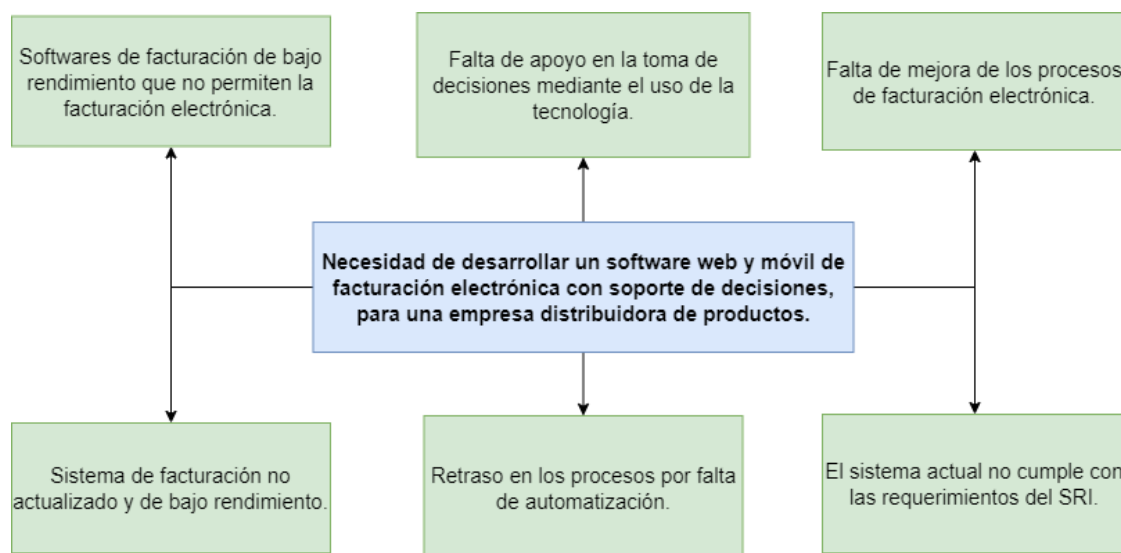 Softwares de facturación de bajo
rendimiento que no permiten la
facturación electrónica.
Falta de apoyo en la toma de
decisiones mediante el uso de la
tecnología.
Falta de mejora de los procesos
de facturación electrónica.
Necesidad de desarrollar un software web y móvil de
facturación electrónica con soporte de decisiones,
para una empresa distribuidora de productos.
Sistema de facturación no
actualizado y de bajo rendimiento.
Retraso en los procesos por falta
de automatización.
El sistema actual no cumple con
las requerimientos del SRI.